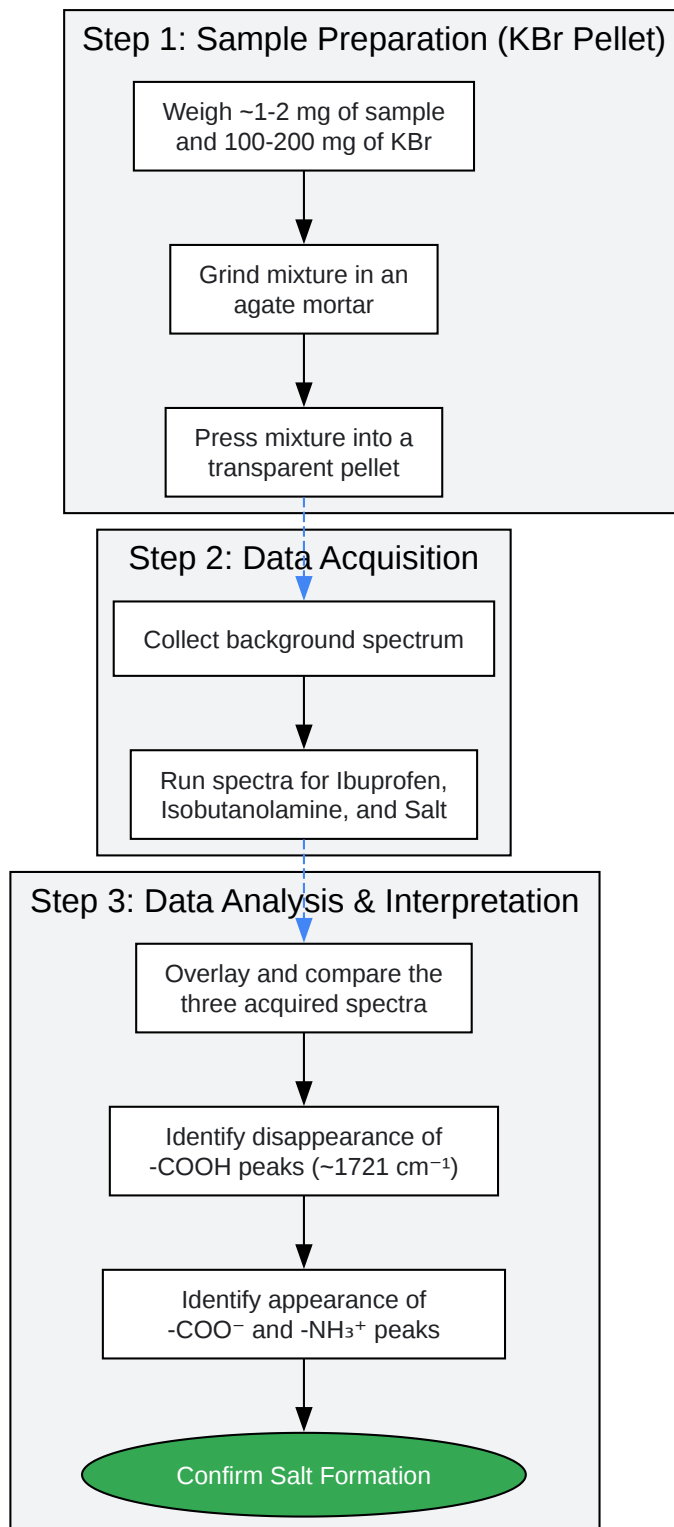 Step 1: Sample Preparation (KBr Pellet)
Weigh ~1-2 mg of sample
and 100-200 mg of KBr
Grind mixture in an
agate mortar
Press mixture into a
transparent pellet
Step 2: Data Acquisition
Collect background spectrum
Run spectra for Ibuprofen,
Isobutanolamine, and Salt
Step 3: Data Analysis & Interpretation
Overlay and compare the
three acquired spectra
Identify disappearance of
-COOH peaks (~1721 cm⁻¹)
Identify appearance of
-COO⁻ and -NH₃⁺ peaks
Confirm Salt Formation